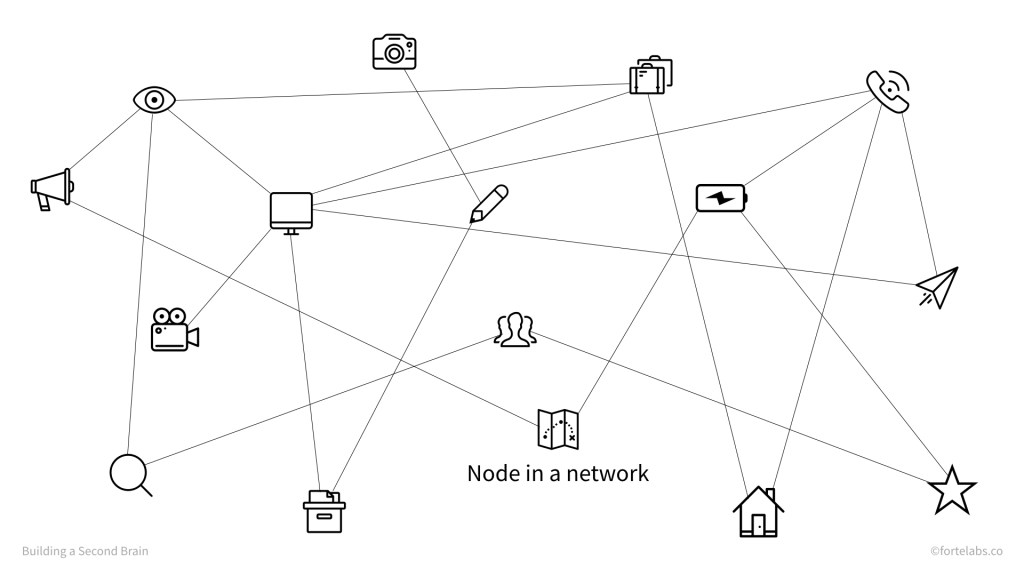 Node in a network
Building a Second Brain
©fortelabs.co